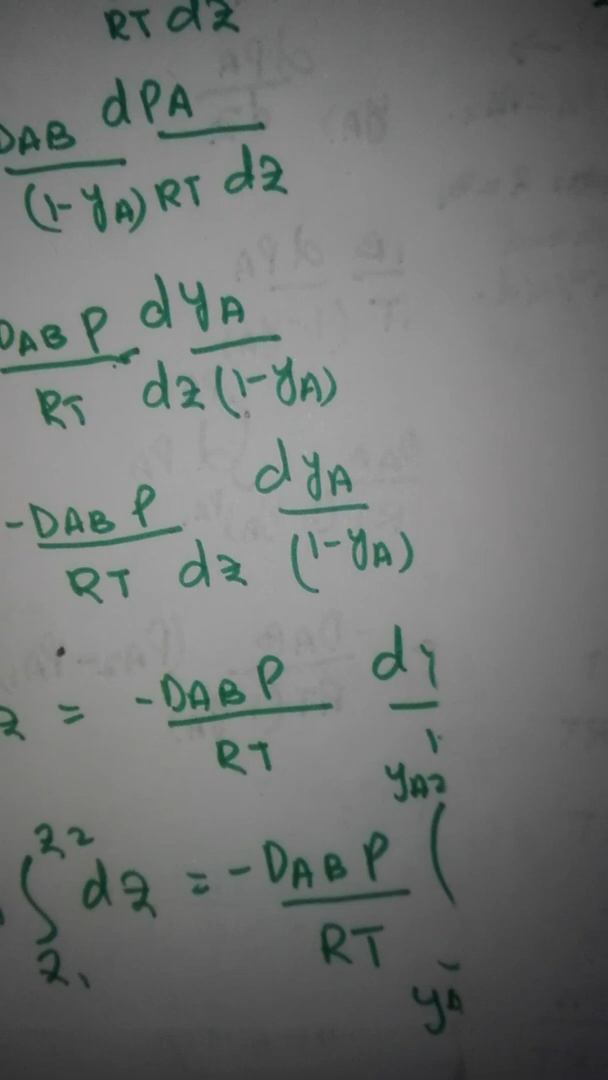 RT dz
DAB dPA
(1-yA) RT dz
DAB P dyA
RT dz (1-yA)
-DAB P dyA
RT dz (1-yA)
z = -DAB P dy
RT 1
yA2
z2
∫ dz = -DAB P (
z1 RT
yA